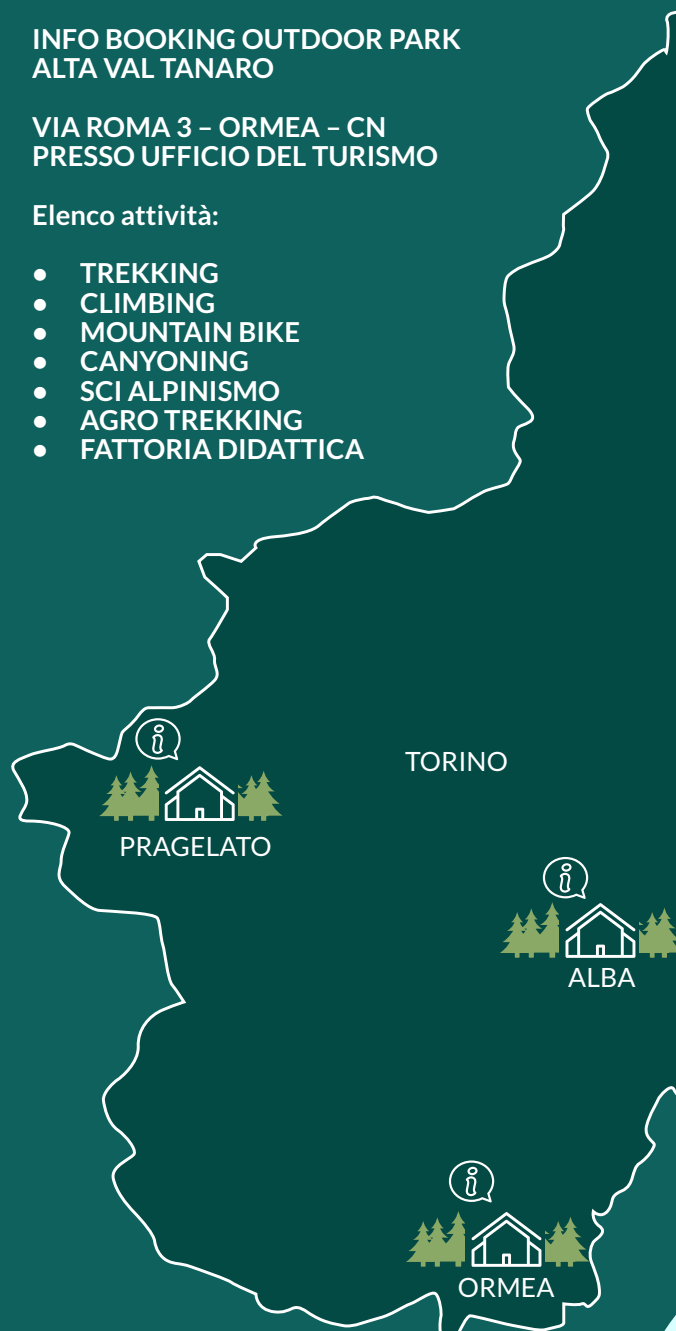 INFO BOOKING OUTDOOR PARK
ALTA VAL TANARO
VIA ROMA 3 – ORMEA – CN
PRESSO UFFICIO DEL TURISMO
Elenco attività:
● TREKKING
● CLIMBING
● MOUNTAIN BIKE
● CANYONING
● SCI ALPINISMO
● AGRO TREKKING
● FATTORIA DIDATTICA
i
TORINO
PRAGELATO
i
ALBA
i
ORMEA